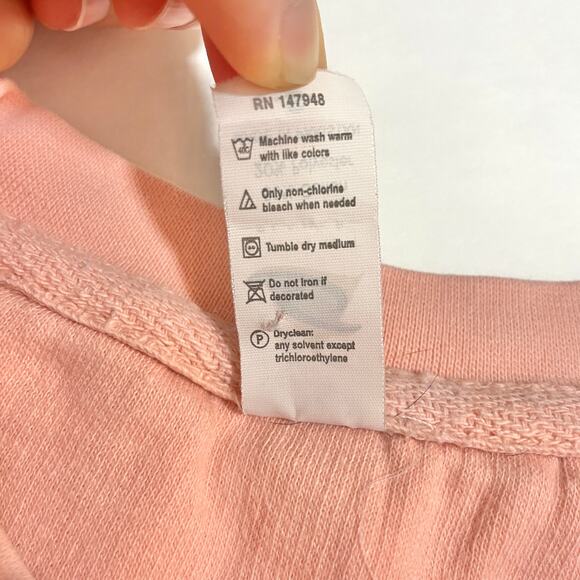 RN 147948
40C
Machine wash warm
with like colors
Only non-chlorine
bleach when needed
Tumble dry medium
Do not iron if
decorated
P
Dryclean:
any solvent except
trichloroethylene